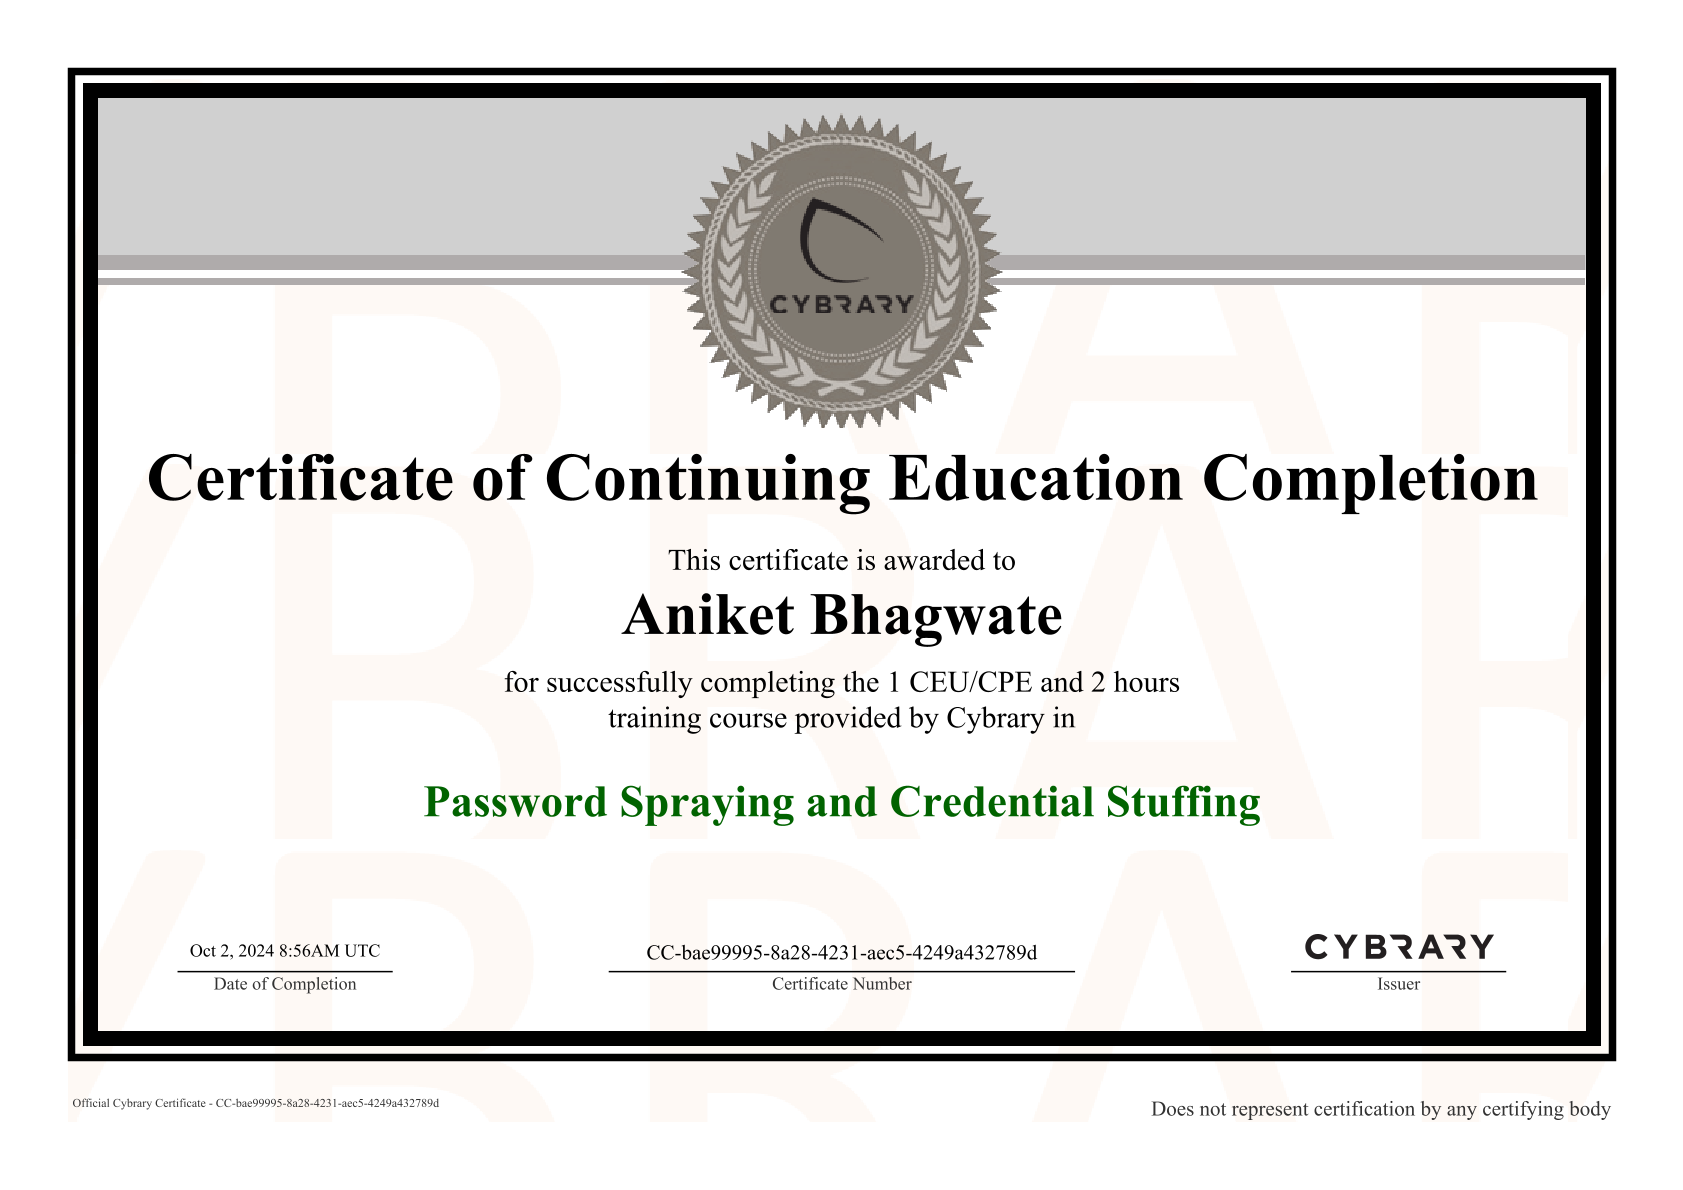 CYBRARY
Certificate of Continuing Education Completion
This certificate is awarded to
Aniket Bhagwate
for successfully completing the 1 CEU/CPE and 2 hours
training course provided by Cybrary in
Password Spraying and Credential Stuffing
Oct 2, 2024 8:56AM UTC
Date of Completion
CC-bae99995-8a28-4231-aec5-4249a432789d
Certificate Number
CYBRARY
Issuer
Official Cybrary Certificate - CC-bae99995-8a28-4231-aec5-4249a432789d
Does not represent certification by any certifying body